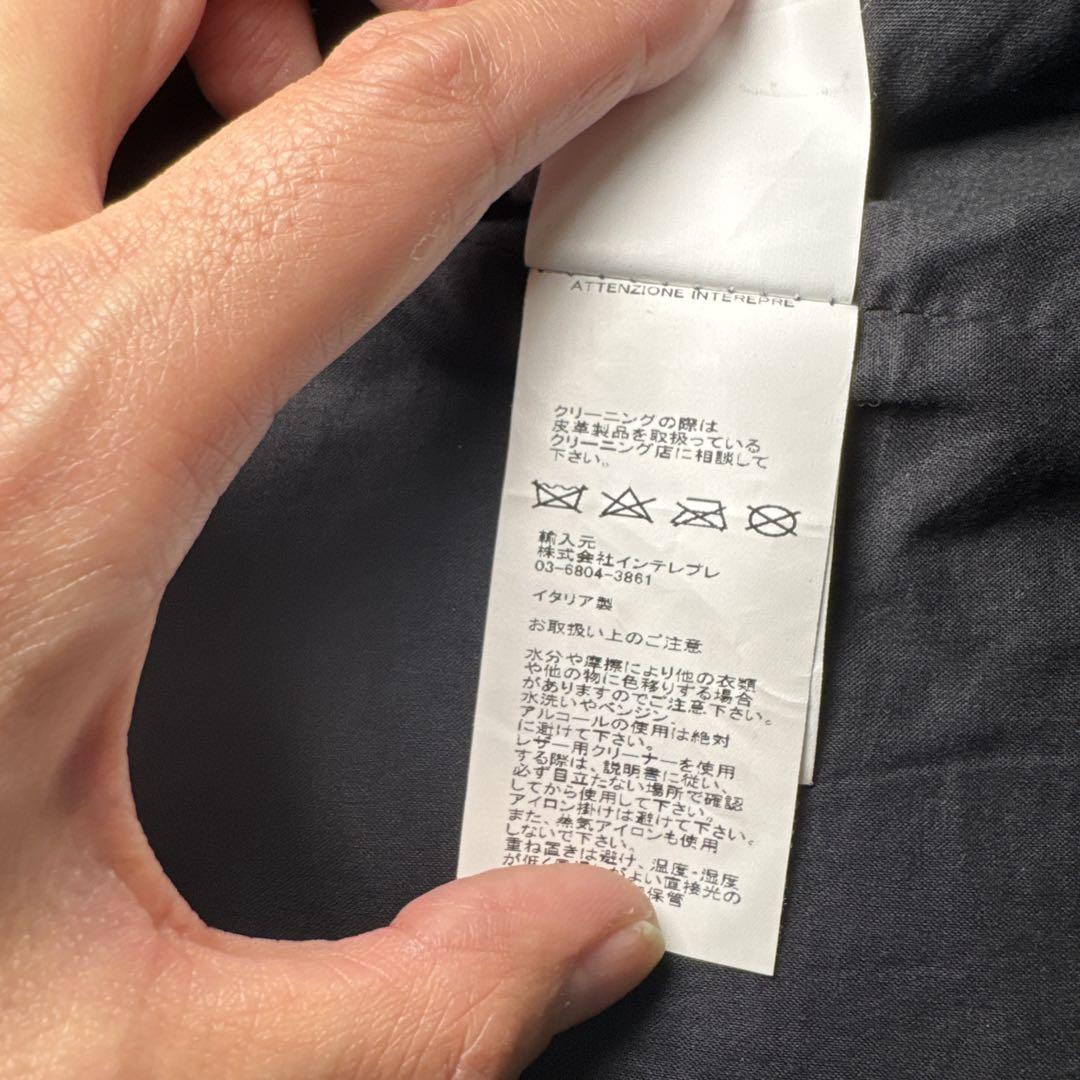 ATTENZIONE INTEREPRE
クリーニングの際は
皮革製品を取扱っている
クリーニング店に相談して
下さい。
輸入元
株式会社インテレプレ
03-6804-3861
イタリア製
お取扱い上のご注意
水分や摩擦により他の衣類
や他の物に色移りする場合
がありますのでご注意下さい。
水洗いやベンジン、
アルコールの使用は絶対
に避けて下さい。
レザー用クリーナーを使用
する際は、説明書に従い、
必ず目立たない場所で確認
してから使用して下さい。
アイロン掛けは避けて下さい。
また、蒸気アイロンも使用
しないで下さい。
重ね置きは避け、温度・湿度
が低く がよい直接光の
保管